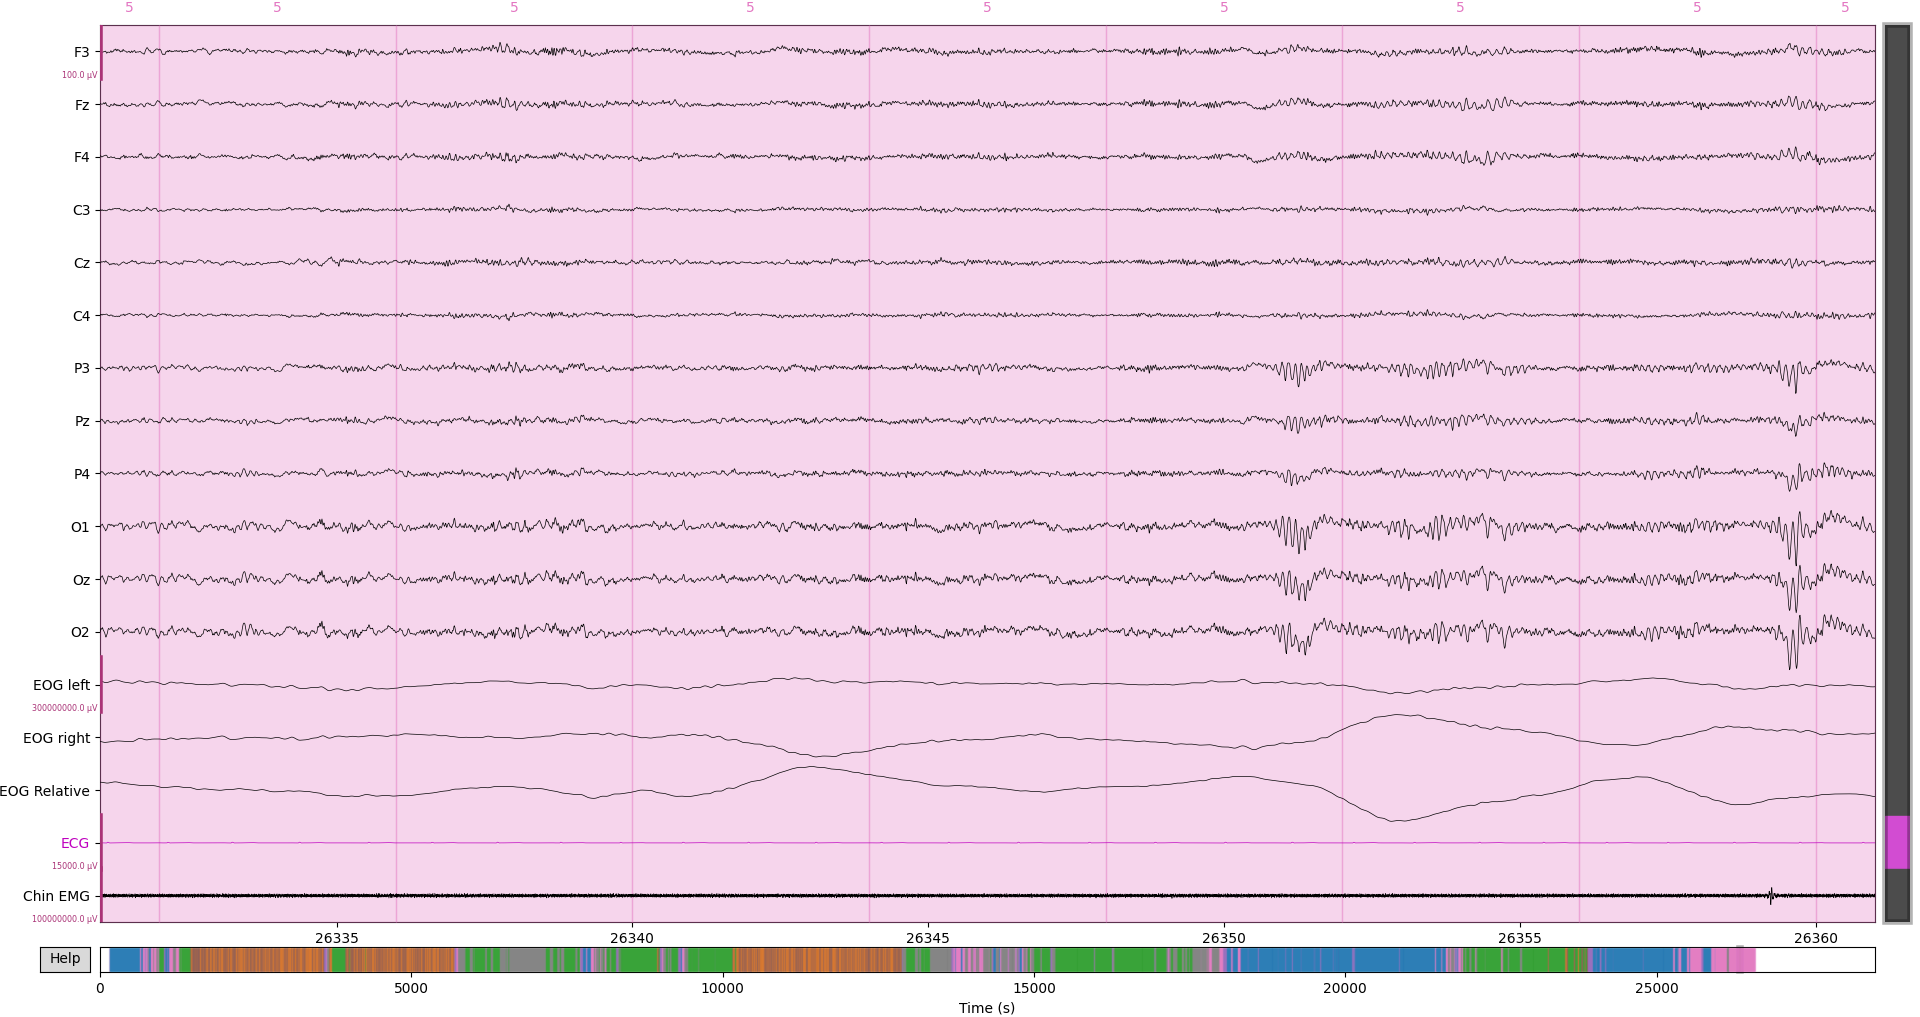 5 5 5 5 5 5 5 5 5
F3
100.0 µV
Fz
F4
C3
Cz
C4
P3
Pz
P4
O1
Oz
O2
EOG left
300000000.0 µV
EOG right
EOG Relative
ECG
15000.0 µV
Chin EMG
100000000.0 µV
26335 26340 26345 26350 26355 26360
Help
0 5000 10000 15000 20000 25000
Time (s)